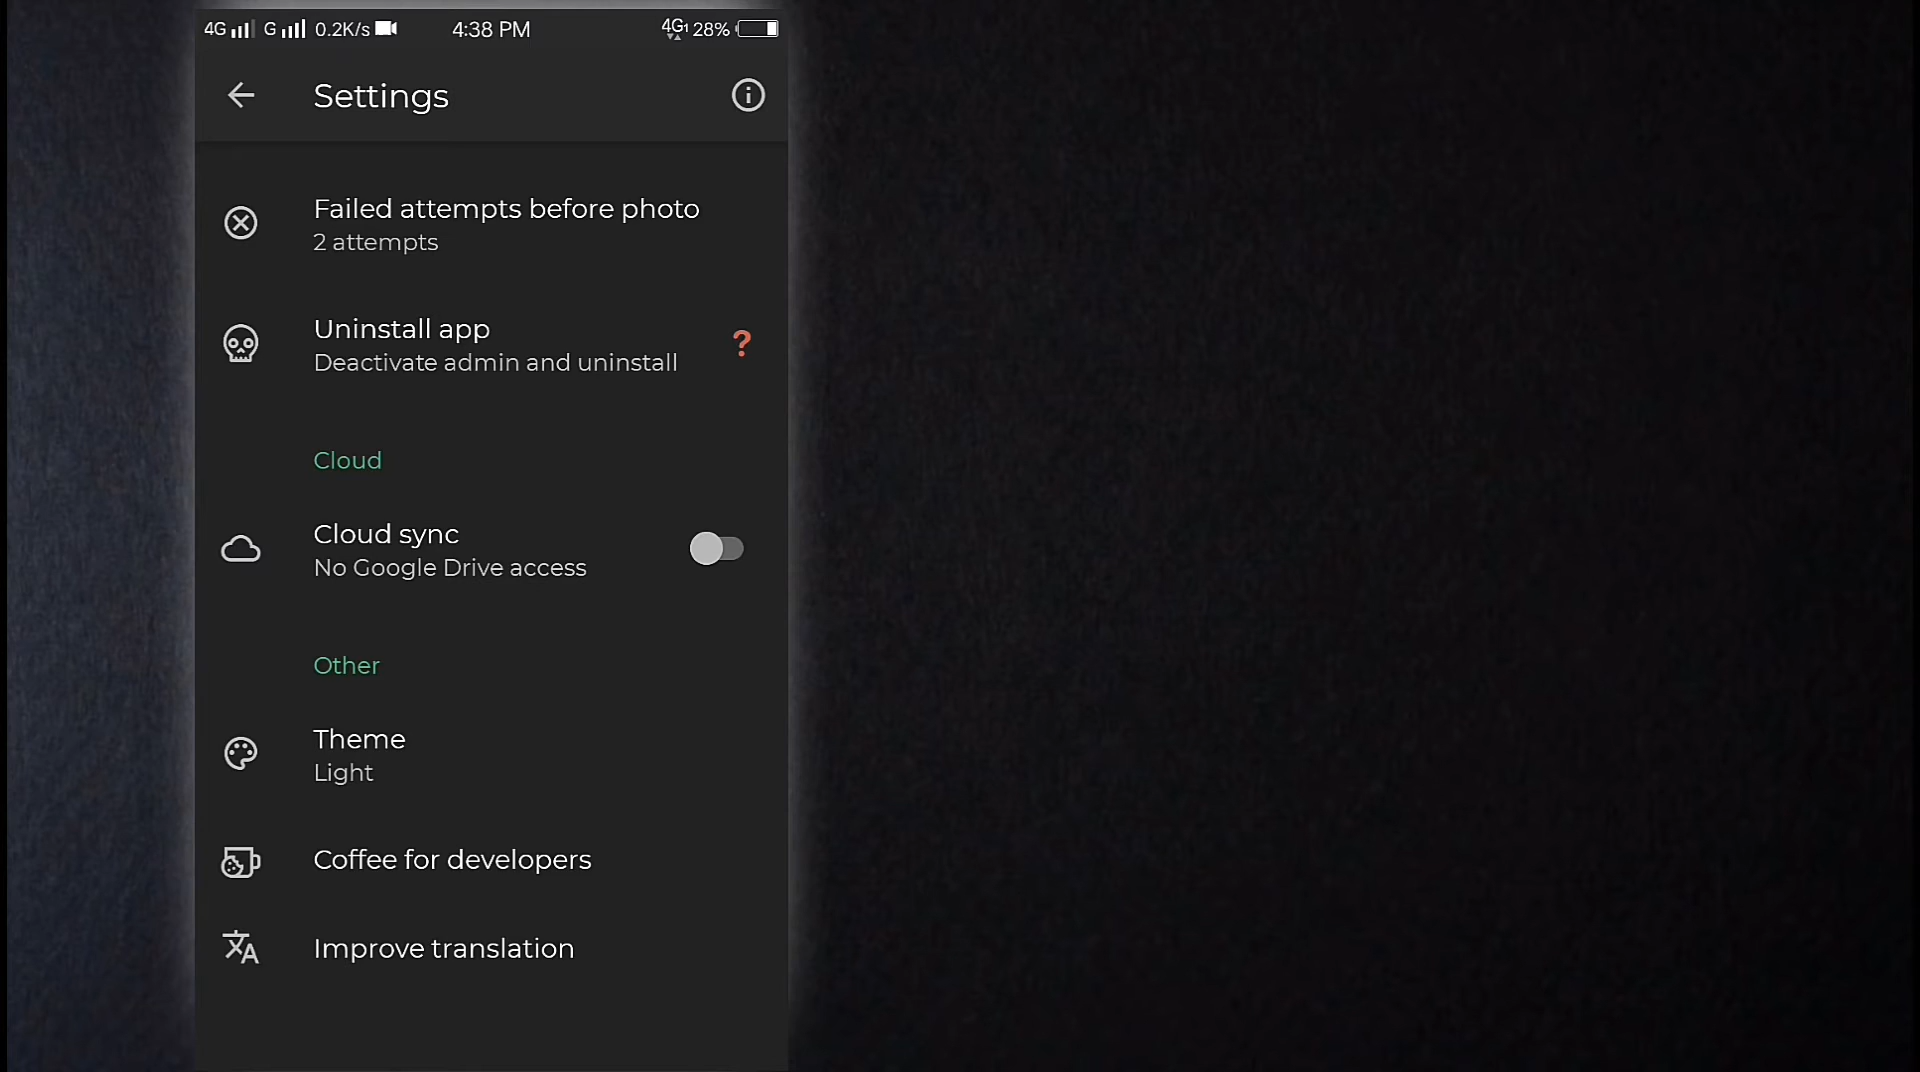 4G G 0.2K/s 4:38 PM 4G1 28%
Settings
Failed attempts before photo
2 attempts
Uninstall app
Deactivate admin and uninstall
?
Cloud
Cloud sync
No Google Drive access
Other
Theme
Light
Coffee for developers
Improve translation